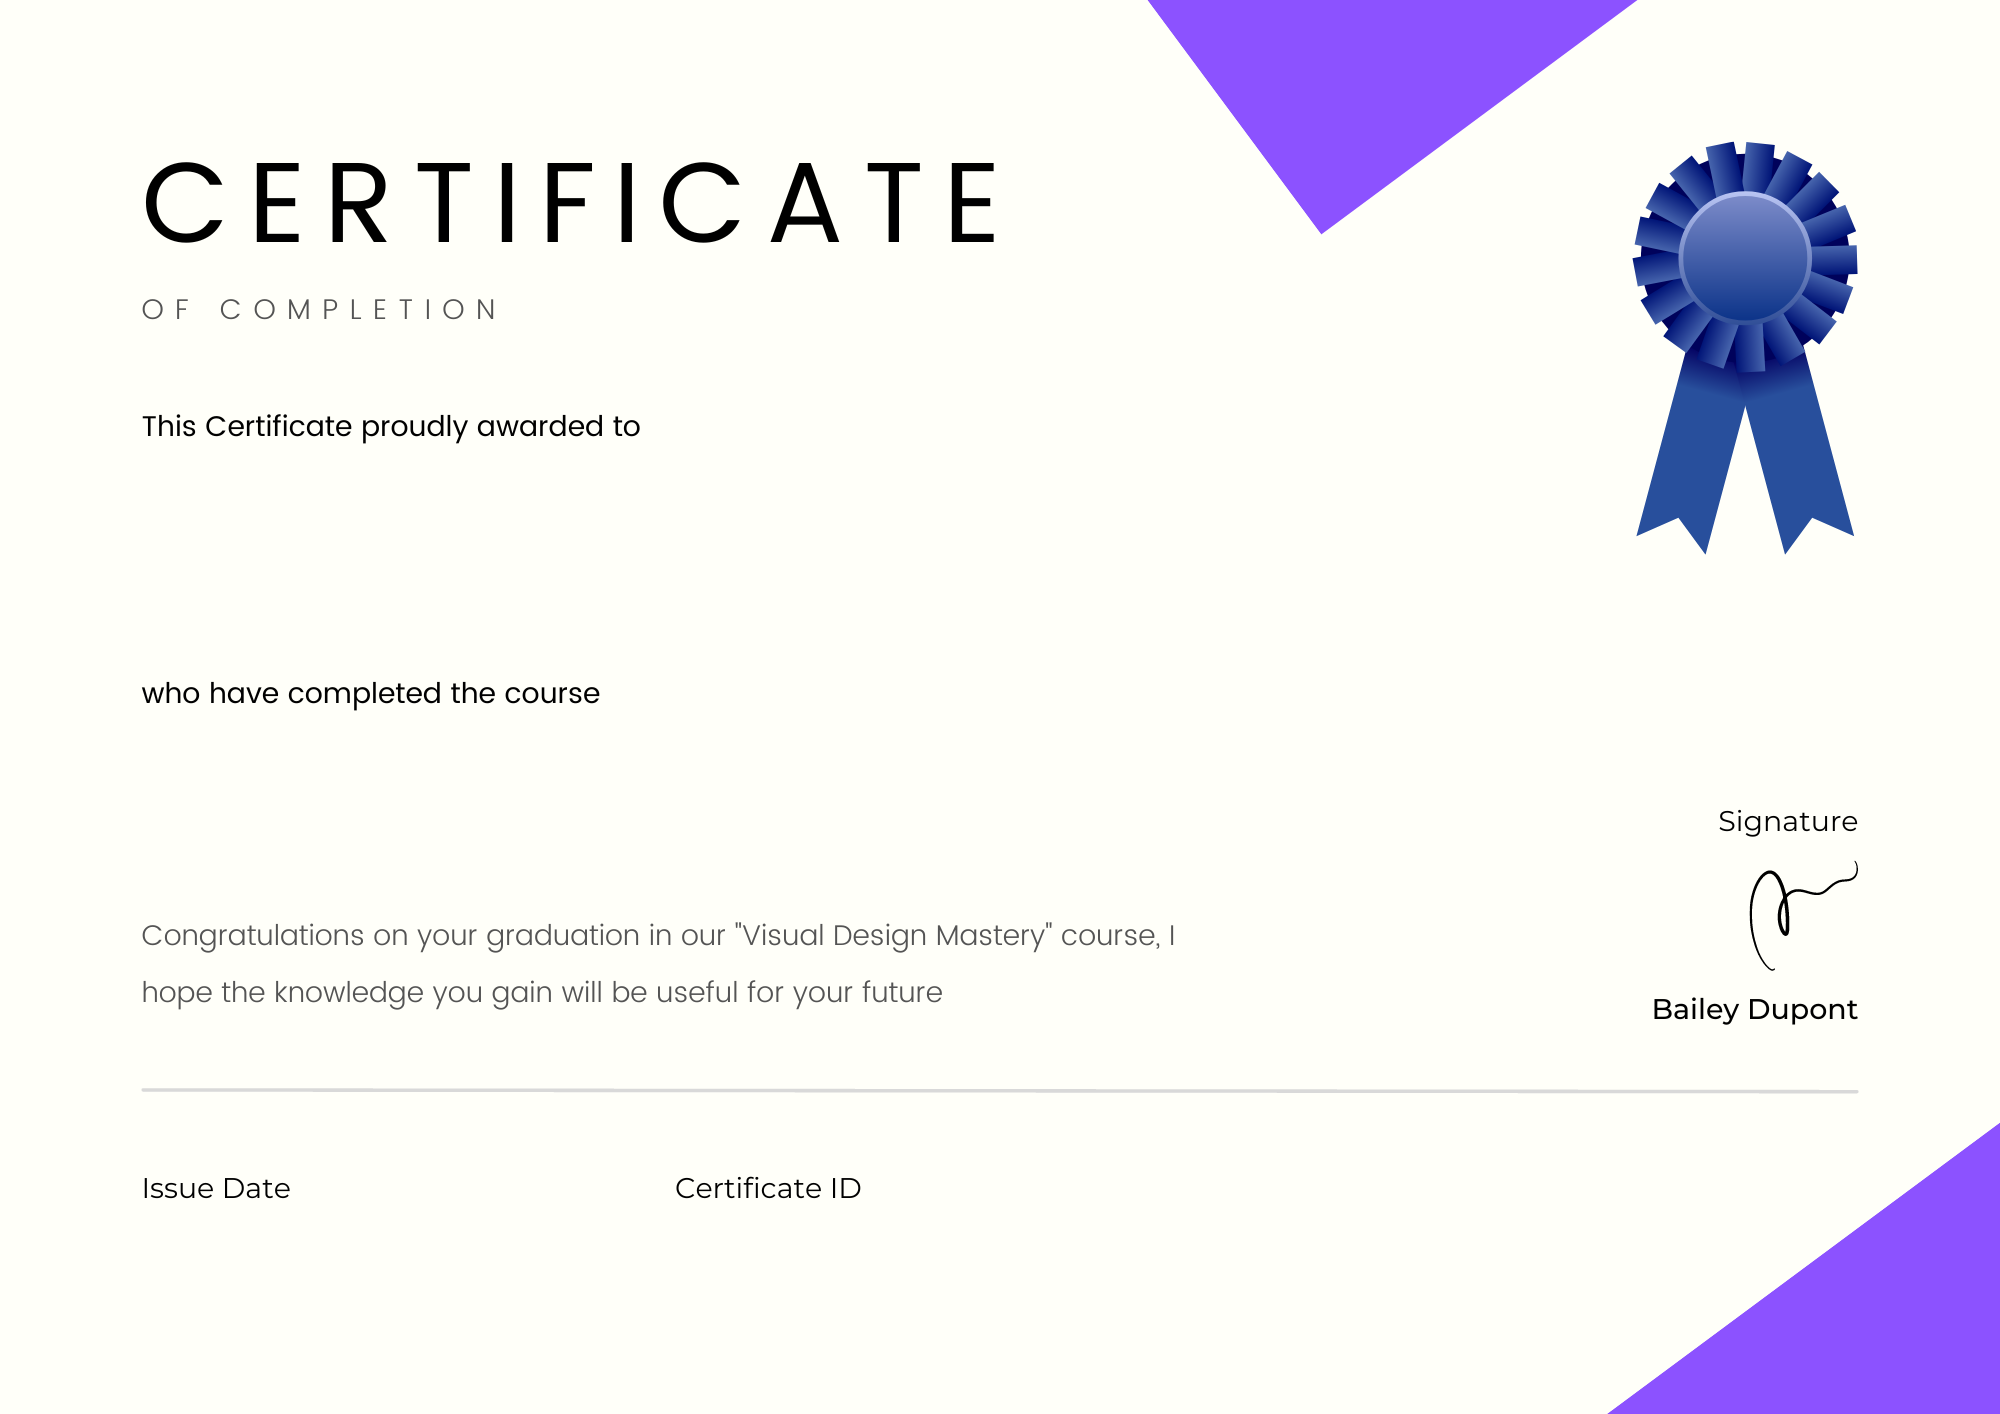 CERTIFICATE
OF COMPLETION
This Certificate proudly awarded to
who have completed the course
Signature
Congratulations on your graduation in our "Visual Design Mastery" course, I
hope the knowledge you gain will be useful for your future
Bailey Dupont
Issue Date
Certificate ID